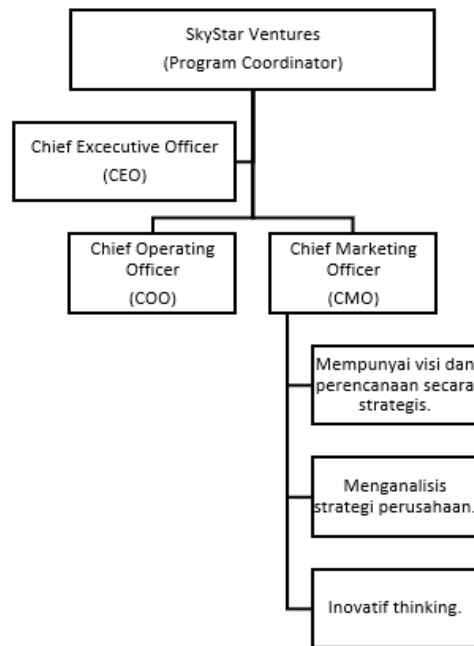 SkyStar Ventures
(Program Coordinator)
Chief Excecutive Officer
(CEO)
Chief Operating
Officer
(COO)
Chief Marketing
Officer
(CMO)
Mempunyai visi dan
perencanaan secara
strategis.
Menganalisis
strategi perusahaan.
Inovatif thinking.